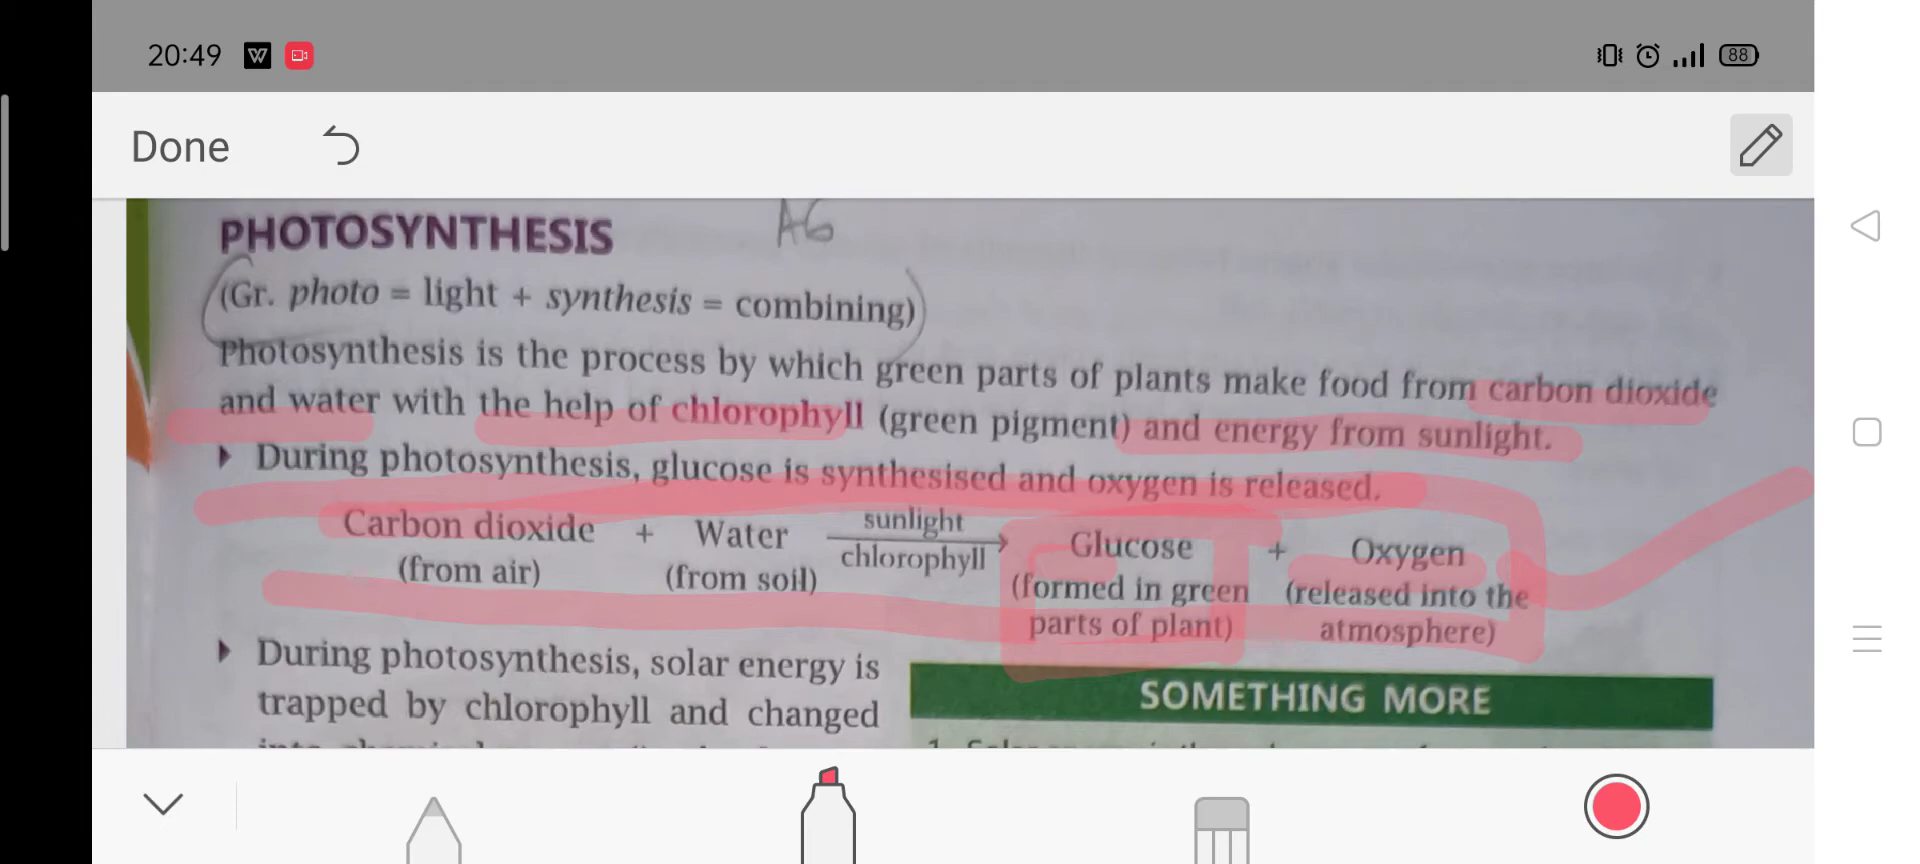 20:49 W 88
Done
PHOTOSYNTHESIS A6
(Gr. photo = light + synthesis = combining)
Photosynthesis is the process by which green parts of plants make food from carbon dioxide
and water with the help of chlorophyll (green pigment) and energy from sunlight.
During photosynthesis, glucose is synthesised and oxygen is released.
Carbon dioxide + Water sunlight Glucose + Oxygen
(from air) (from soil) chlorophyll (formed in green (released into the
parts of plant) atmosphere)
During photosynthesis, solar energy is
trapped by chlorophyll and changed
SOMETHING MORE